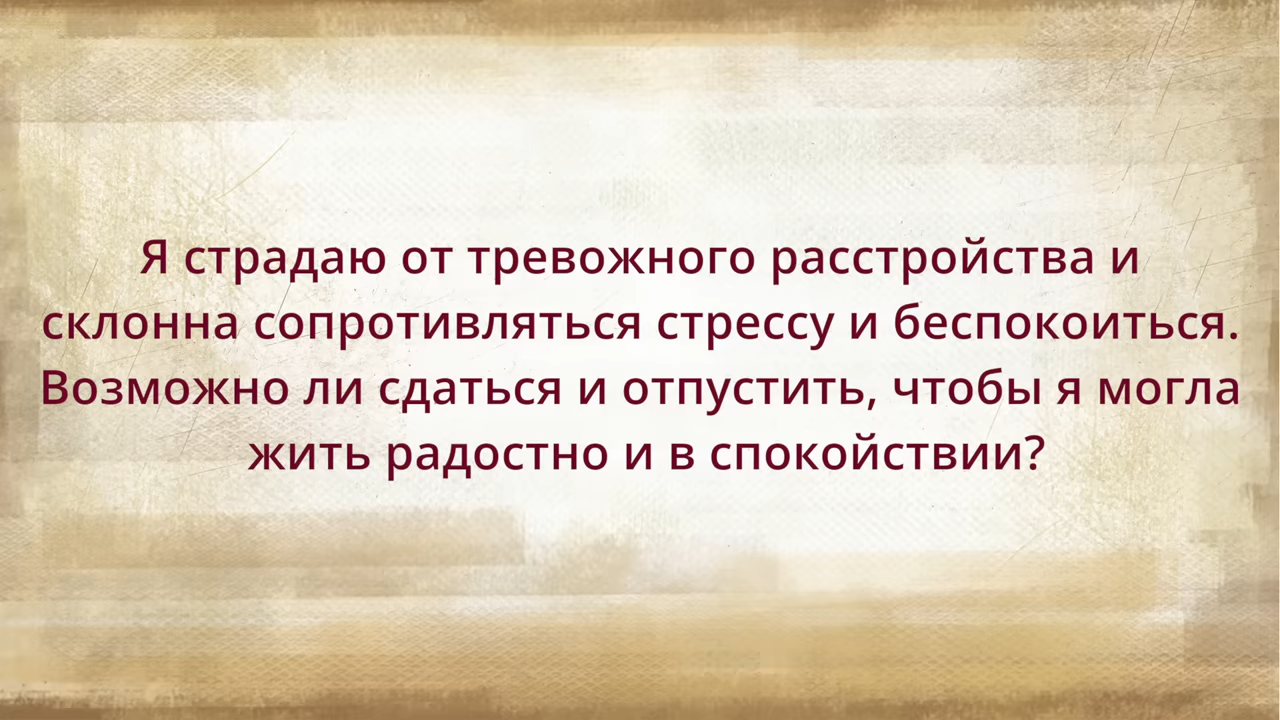 Я страдаю от тревожного расстройства и
склонна сопротивляться стрессу и беспокоиться.
Возможно ли сдаться и отпустить, чтобы я могла
жить радостно и в спокойствии?